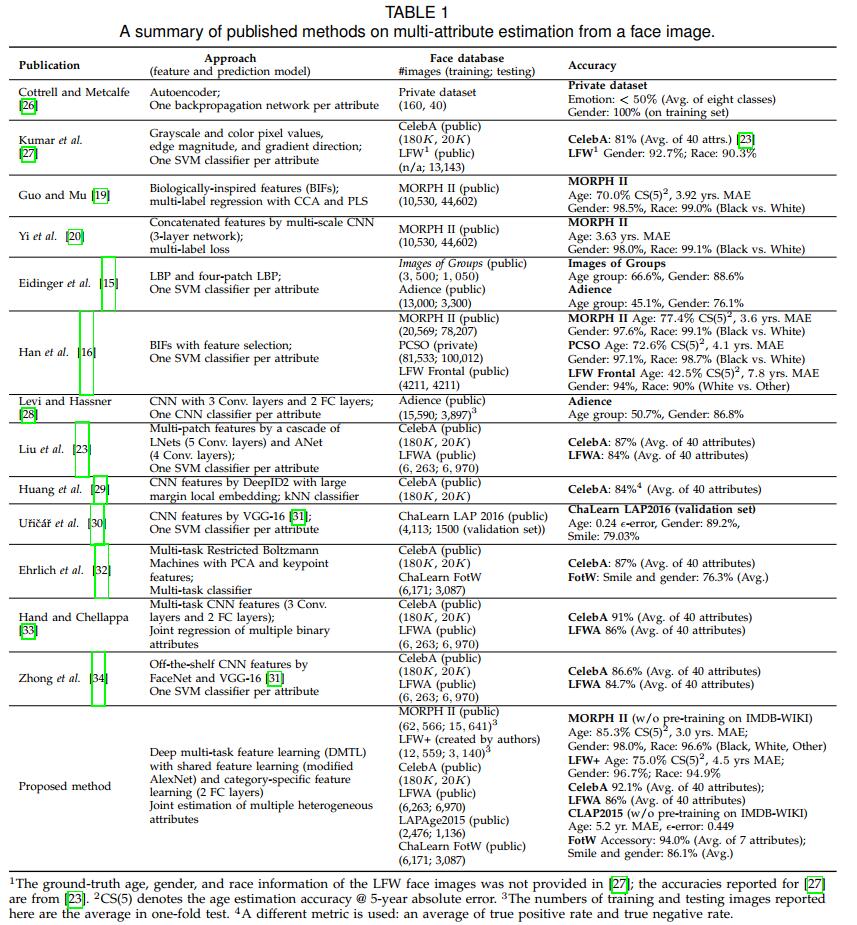 TABLE 1
A summary of published methods on multi-attribute estimation from a face image.
Publication
Approach
(feature and prediction model)
Face database
#images (training; testing)
Accuracy
Cottrell and Metcalfe
[26]
Autoencoder;
One backpropagation network per attribute
Private dataset
(160, 40)
Private dataset
Emotion: < 50% (Avg. of eight classes)
Gender: 100% (on training set)
Kumar et al.
[27]
Grayscale and color pixel values,
edge magnitude, and gradient direction;
One SVM classifier per attribute
CelebA (public)
(180K, 20K)
LFW¹ (public)
(n/a; 13,143)
CelebA: 81% (Avg. of 40 attrs.) [23]
LFW¹ Gender: 92.7%; Race: 90.3%
Guo and Mu [19]
Biologically-inspired features (BIFs);
multi-label regression with CCA and PLS
MORPH II (public)
(10,530, 44,602)
MORPH II
Age: 70.0% CS(5)², 3.92 yrs. MAE
Gender: 98.5%, Race: 99.0% (Black vs. White)
Yi et al. [20]
Concatenated features by multi-scale CNN
(3-layer network);
multi-label loss
MORPH II (public)
(10,530, 44,602)
MORPH II
Age: 3.63 yrs. MAE
Gender: 98.0%, Race: 99.1% (Black vs. White)
Eidinger et al. [15]
LBP and four-patch LBP;
One SVM classifier per attribute
Images of Groups (public)
(3, 500; 1, 050)
Adience (public)
(13,000; 3,300)
Images of Groups
Age group: 66.6%, Gender: 88.6%
Adience
Age group: 45.1%, Gender: 76.1%
Han et al. [16]
BIFs with feature selection;
One SVM classifier per attribute
MORPH II (public)
(20,569; 78,207)
PCSO (private)
(81,533; 100,012)
LFW Frontal (public)
(4211, 4211)
MORPH II Age: 77.4% CS(5)², 3.6 yrs. MAE
Gender: 97.6%, Race: 99.1% (Black vs. White)
PCSO Age: 72.6% CS(5)², 4.1 yrs. MAE
Gender: 97.1%, Race: 98.7% (Black vs. White)
LFW Frontal Age: 42.5% CS(5)², 7.8 yrs. MAE
Gender: 94%, Race: 90% (White vs. Other)
Levi and Hassner
[28]
CNN with 3 Conv. layers and 2 FC layers;
One CNN classifier per attribute
Adience (public)
(15,590; 3,897)³
Adience
Age group: 50.7%, Gender: 86.8%
Liu et al. [23]
Multi-patch features by a cascade of
LNets (5 Conv. layers) and ANet
(4 Conv. layers);
One SVM classifier per attribute
CelebA (public)
(180K, 20K)
LFWA (public)
(6, 263; 6, 970)
CelebA: 87% (Avg. of 40 attributes)
LFWA: 84% (Avg. of 40 attributes)
Huang et al. [29]
CNN features by DeepID2 with large
margin local embedding; kNN classifier
CelebA (public)
(180K, 20K)
CelebA: 84%⁴ (Avg. of 40 attributes)
Uřičář et al. [30]
CNN features by VGG-16 [31];
One SVM classifier per attribute
ChaLearn LAP 2016 (public)
(4,113; 1500 (validation set))
ChaLearn LAP2016 (validation set)
Age: 0.24 ϵ-error, Gender: 89.2%,
Smile: 79.03%
Ehrlich et al. [32]
Multi-task Restricted Boltzmann
Machines with PCA and keypoint
features;
Multi-task classifier
CelebA (public)
(180K, 20K)
ChaLearn FotW
(6,171; 3,087)
CelebA: 87% (Avg. of 40 attributes)
FotW: Smile and gender: 76.3% (Avg.)
Hand and Chellappa
[33]
Multi-task CNN features (3 Conv.
layers and 2 FC layers);
Joint regression of multiple binary
attributes
CelebA (public)
(180K, 20K)
LFWA (public)
(6, 263; 6, 970)
CelebA 91% (Avg. of 40 attributes)
LFWA 86% (Avg. of 40 attributes)
Zhong et al. [34]
Off-the-shelf CNN features by
FaceNet and VGG-16 [31]
One SVM classifier per attribute
CelebA (public)
(180K, 20K)
LFWA (public)
(6, 263; 6, 970)
CelebA 86.6% (Avg. of 40 attributes)
LFWA 84.7% (Avg. of 40 attributes)
Proposed method
Deep multi-task feature learning (DMTL)
with shared feature learning (modified
AlexNet) and category-specific feature
learning (2 FC layers)
Joint estimation of multiple heterogeneous
attributes
MORPH II (public)
(62, 566; 15, 641)³
LFW+ (created by authors)
(12, 559; 3, 140)³
CelebA (public)
(180K, 20K)
LFWA (public)
(6,263; 6,970)
LAPAge2015 (public)
(2,476; 1,136)
ChaLearn FotW (public)
(6,171; 3,087)
MORPH II (w/o pre-training on IMDB-WIKI)
Age: 85.3% CS(5)², 3.0 yrs. MAE;
Gender: 98.0%, Race: 96.6% (Black, White, Other)
LFW+ Age: 75.0% CS(5)², 4.5 yrs. MAE;
Gender: 96.7%; Race: 94.9%
CelebA 92.1% (Avg. of 40 attributes);
LFWA 86% (Avg. of 40 attributes)
CLAP2015 (w/o pre-training on IMDB-WIKI)
Age: 5.2 yr. MAE, ϵ-error: 0.449
FotW Accessory: 94.0% (Avg. of 7 attributes);
Smile and gender: 86.1% (Avg.)
¹The ground-truth age, gender, and race information of the LFW face images was not provided in [27]; the accuracies reported for [27]
are from [23]. ²CS(5) denotes the age estimation accuracy @ 5-year absolute error. ³The numbers of training and testing images reported
here are the average in one-fold test. ⁴A different metric is used: an average of true positive rate and true negative rate.